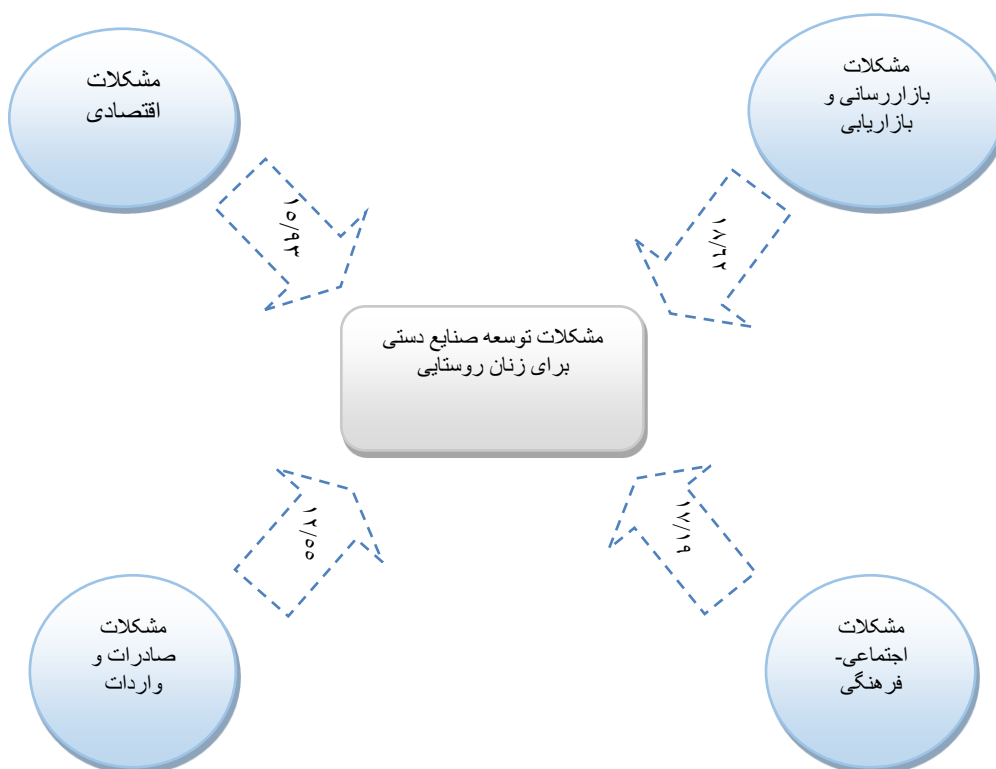 مشکلات
بازاررسانی و
بازاریابی
مشکلات
اقتصادی
۱۸/۶۲
۱۵/۹۳
مشکلات توسعه صنایع دستی
برای زنان روستایی
۱۷/۱۹
۱۲/۵۵
مشکلات
اجتماعی-
فرهنگی
مشکلات
صادرات و
واردات